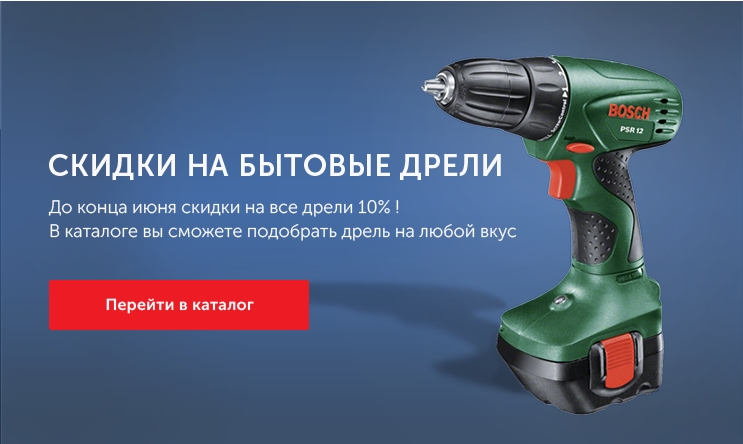 СКИДКИ НА БЫТОВЫЕ ДРЕЛИ
До конца июня скидки на все дрели 10% !
В каталоге вы сможете подобрать дрель на любой вкус
Перейти в каталог
BOSCH
PSR 12